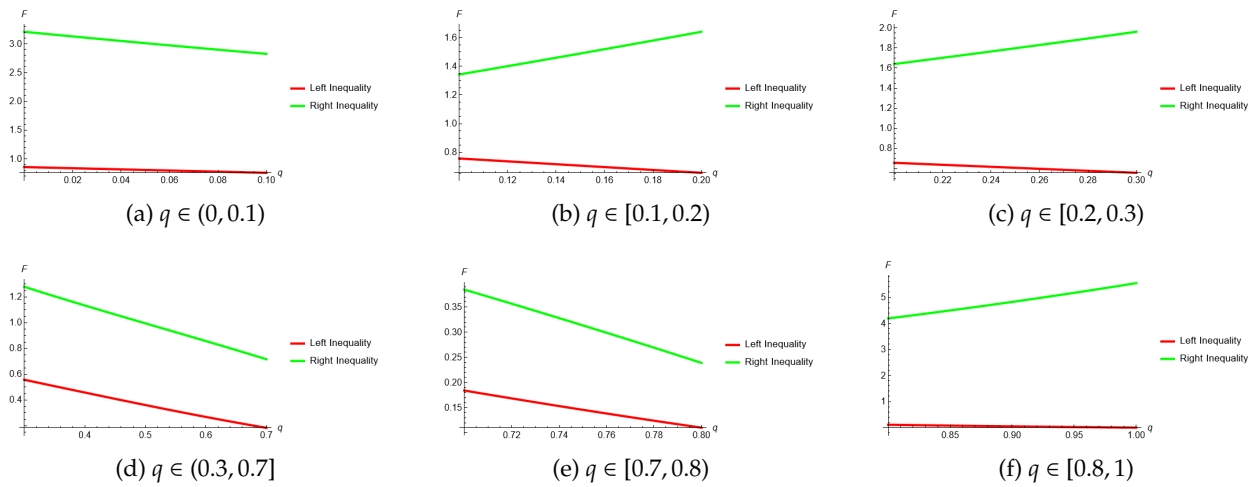 F
3.0
2.5
2.0
1.5
1.0
0.02 0.04 0.06 0.08 0.10 q
Left Inequality
Right Inequality
(a) q ∈ (0, 0.1)
F
1.6
1.4
1.2
1.0
0.8
0.12 0.14 0.16 0.18 0.20 q
Left Inequality
Right Inequality
(b) q ∈ [0.1, 0.2)
F
2.0
1.8
1.6
1.4
1.2
1.0
0.8
0.22 0.24 0.26 0.28 0.30 q
Left Inequality
Right Inequality
(c) q ∈ [0.2, 0.3)
F
1.2
1.0
0.8
0.6
0.4
0.4 0.5 0.6 0.7 q
Left Inequality
Right Inequality
(d) q ∈ (0.3, 0.7]
F
0.35
0.30
0.25
0.20
0.15
0.72 0.74 0.76 0.78 0.80 q
Left Inequality
Right Inequality
(e) q ∈ [0.7, 0.8)
F
5
4
3
2
1
0.85 0.90 0.95 1.00 q
Left Inequality
Right Inequality
(f) q ∈ [0.8, 1)